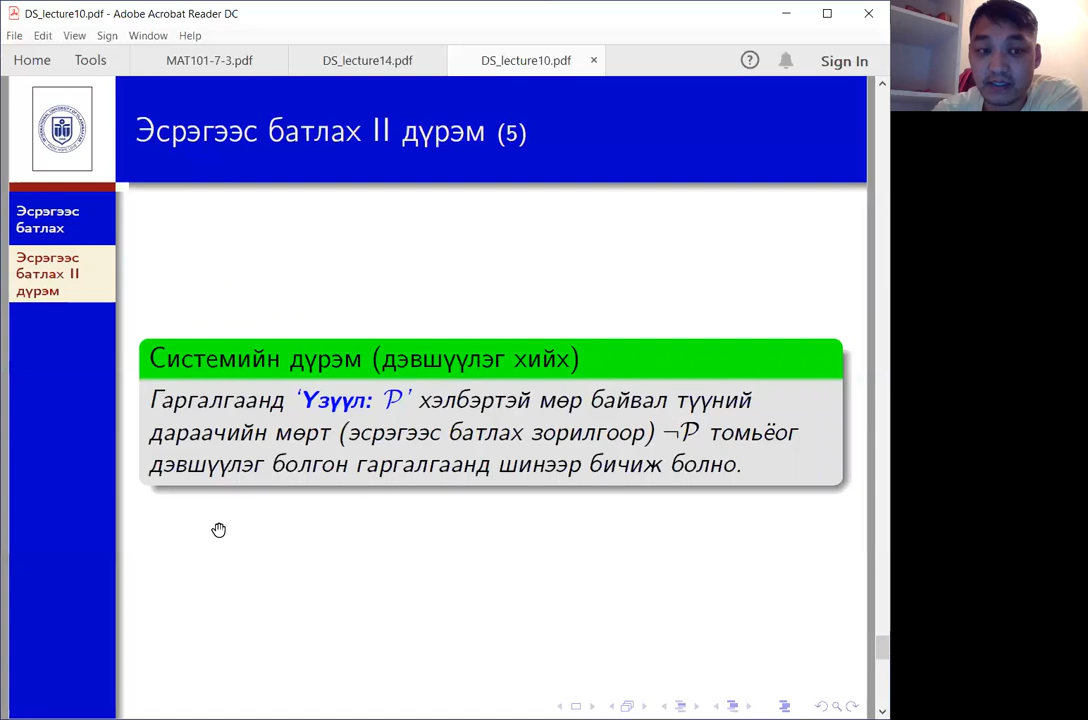 DS_lecture10.pdf - Adobe Acrobat Reader DC
File Edit View Sign Window Help
Home Tools MAT101-7-3.pdf DS_lecture14.pdf DS_lecture10.pdf × ? Sign In
Эсрэгээс батлах II дүрэм (5)
Эсрэгээс
батлах
Эсрэгээс
батлах II
дүрэм
Системийн дүрэм (дэвшүүлэг хийх)
Гаргалгаанд ‘Үзүүл: 𝒫’ хэлбэртэй мөр байвал түүний
дараачийн мөрт (эсрэгээс батлах зорилгоор) ¬𝒫 томьёог
дэвшүүлэг болгон гаргалгаанд шинээр бичиж болно.